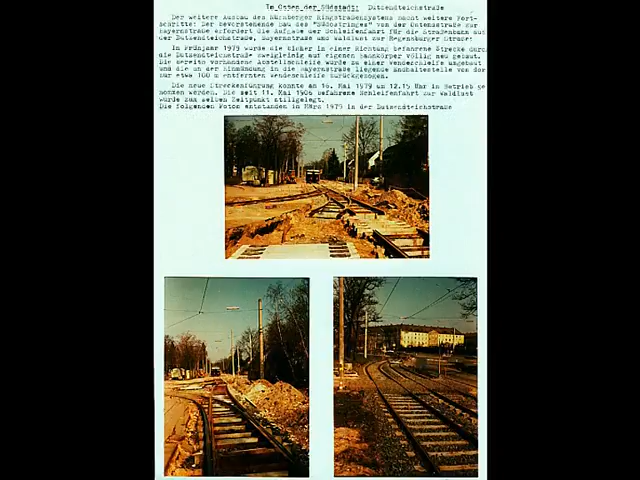 Im Osten der Südstadt: Dutzendteichstraße
Der weitere Ausbau des Nürnberger Ringstraßensystems macht weitere Fort-
schritte: Der bevorstehende Bau des "Südostringes" von der Ostenstraße zur
Bayernstraße erfordert die Aufgabe der Schleifenfahrt für die Straßenbahn auf
der Dutzendteichstraße, Bayernstraße und Waldlust zur Regensburger Straße:
Im Frühjahr 1979 wurde die bisher in einer Richtung befahrene Strecke durch
die Dutzendteichstraße zweigleisig auf eigenen Bahnkörper völlig neu gebaut.
Die bereits vorhandene Austellschleife wurde zu einer Wendeschleife umgebaut
und die an der Einmündung in die Bayernstraße liegende Endhaltestelle von der
nur etwa 100 m entfernten Wendeschleife zurückgezogen.
Die neue Streckenführung konnte am 16. Mai 1979 um 12.15 Uhr in Betrieb ge
nommen werden. Die seit 11. Mai 1906 befahrene Schleifenfahrt zur Waldlust
wurde zum selben Zeitpunkt stillgelegt.
Die folgenden Fotos entstanden im März 1979 in der Dutzendteichstraße